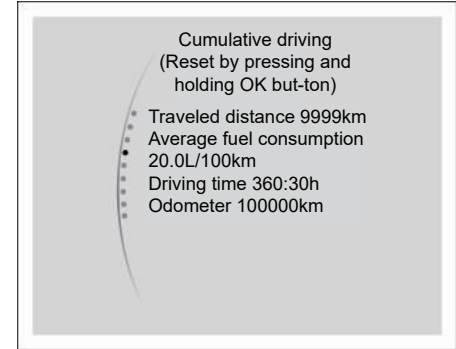 Cumulative driving
(Reset by pressing and
holding OK but-ton)
Traveled distance 9999km
Average fuel consumption
20.0L/100km
Driving time 360:30h
Odometer 100000km